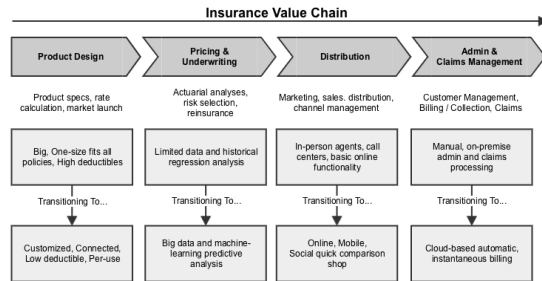 Insurance Value Chain
Product Design
Pricing &
Underwriting
Distribution
Admin &
Claims Management
Product specs, rate
calculation, market launch
Actuarial analyses,
risk selection,
reinsurance
Marketing, sales. distribution,
channel management
Customer Management,
Billing / Collection, Claims
Big, One-size fits all
policies, High deductibles
Limited data and historical
regression analysis
In-person agents, call
centers, basic online
functionality
Manual, on-premise
admin and claims
processing
Transitioning To...
Transitioning To...
Transitioning To...
Transitioning To...
Customized, Connected,
Low deductible, Per-use
Big data and machine-
learning predictive
analysis
Online, Mobile,
Social quick comparison
shop
Cloud-based automatic,
instantaneous billing